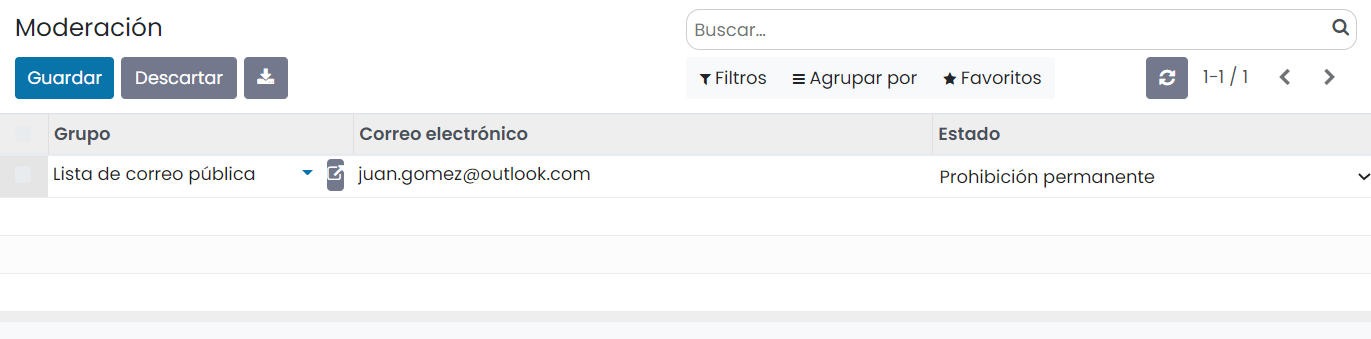 Moderación
Buscar...
Guardar Descartar
Filtros Agrupar por Favoritos 1-1 / 1
Grupo Correo electrónico Estado
Lista de correo pública juan.gomez@outlook.com Prohibición permanente